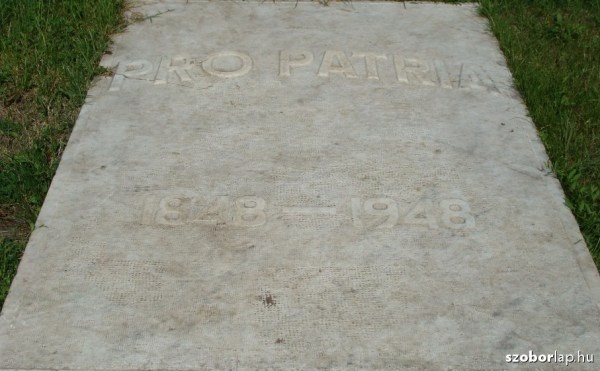 PRO PATRIA
1848 — 1948
szoborlap.hu